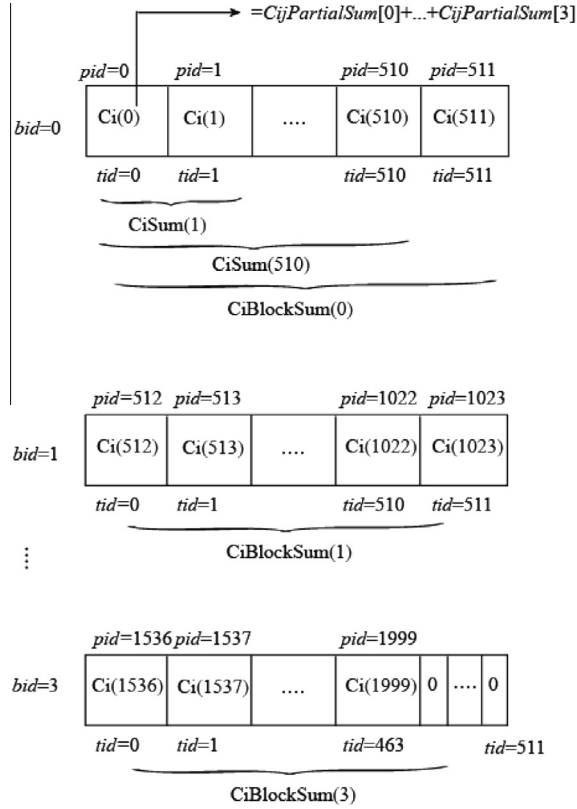 =CijPartialSum[0]+...+CijPartialSum[3]
pid=0 pid=1 pid=510 pid=511
bid=0 Ci(0) Ci(1) .... Ci(510) Ci(511)
tid=0 tid=1 tid=510 tid=511
CiSum(1)
CiSum(510)
CiBlockSum(0)
pid=512 pid=513 pid=1022 pid=1023
bid=1 Ci(512) Ci(513) .... Ci(1022) Ci(1023)
tid=0 tid=1 tid=510 tid=511
CiBlockSum(1)
pid=1536 pid=1537 pid=1999
bid=3 Ci(1536) Ci(1537) .... Ci(1999) 0 .... 0
tid=0 tid=1 tid=463 tid=511
CiBlockSum(3)